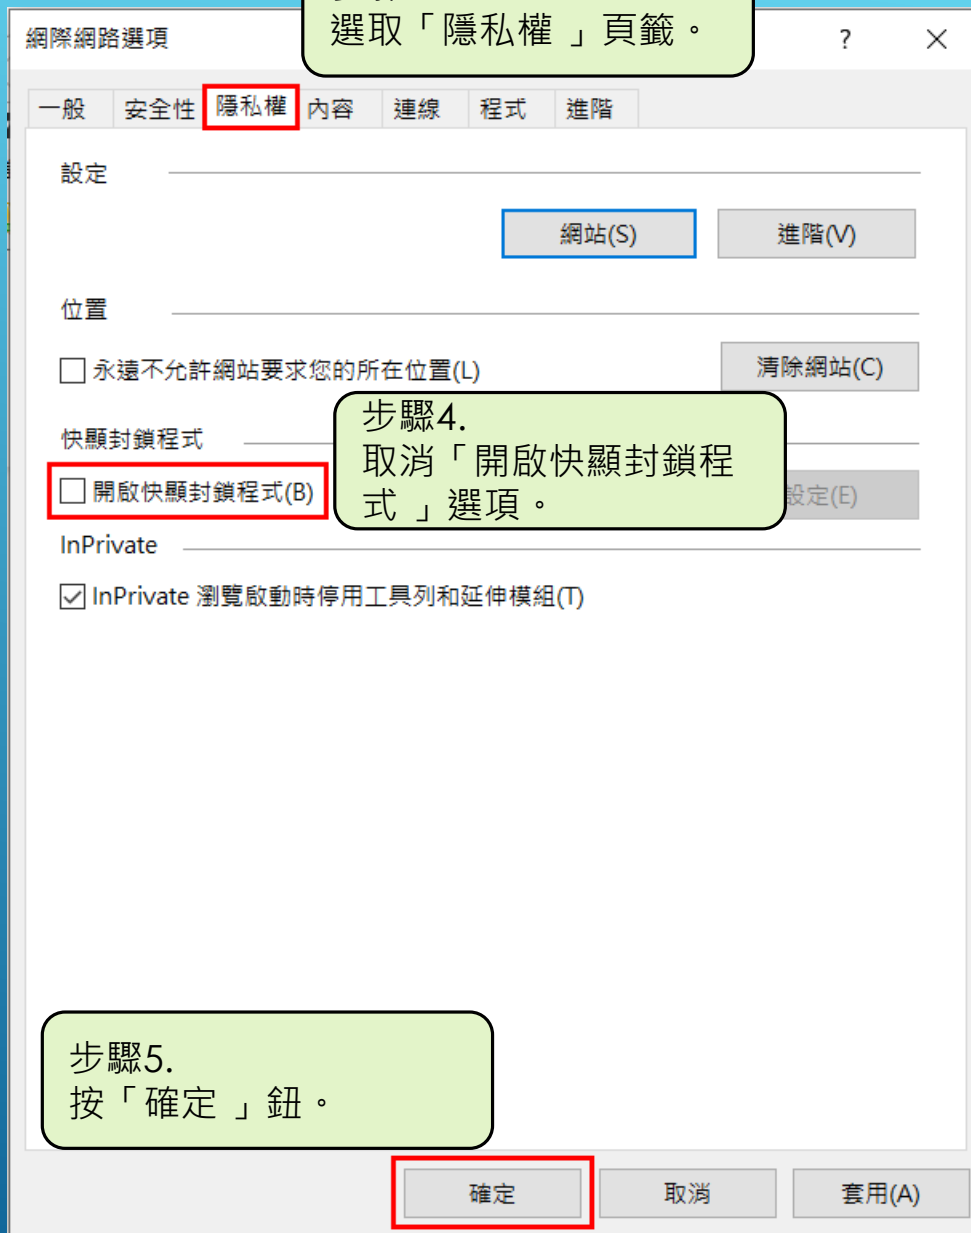 選取「隱私權 」頁籤。
網際網路選項
?
一般 安全性 隱私權 內容 連線 程式 進階
設定
網站(S) 進階(V)
位置
永遠不允許網站要求您的所在位置(L) 清除網站(C)
快顯封鎖程式
步驟4.
取消「開啟快顯封鎖程
式 」選項。
開啟快顯封鎖程式(B) 設定(E)
InPrivate
InPrivate 瀏覽啟動時停用工具列和延伸模組(T)
步驟5.
按「確定 」鈕。
確定 取消 套用(A)